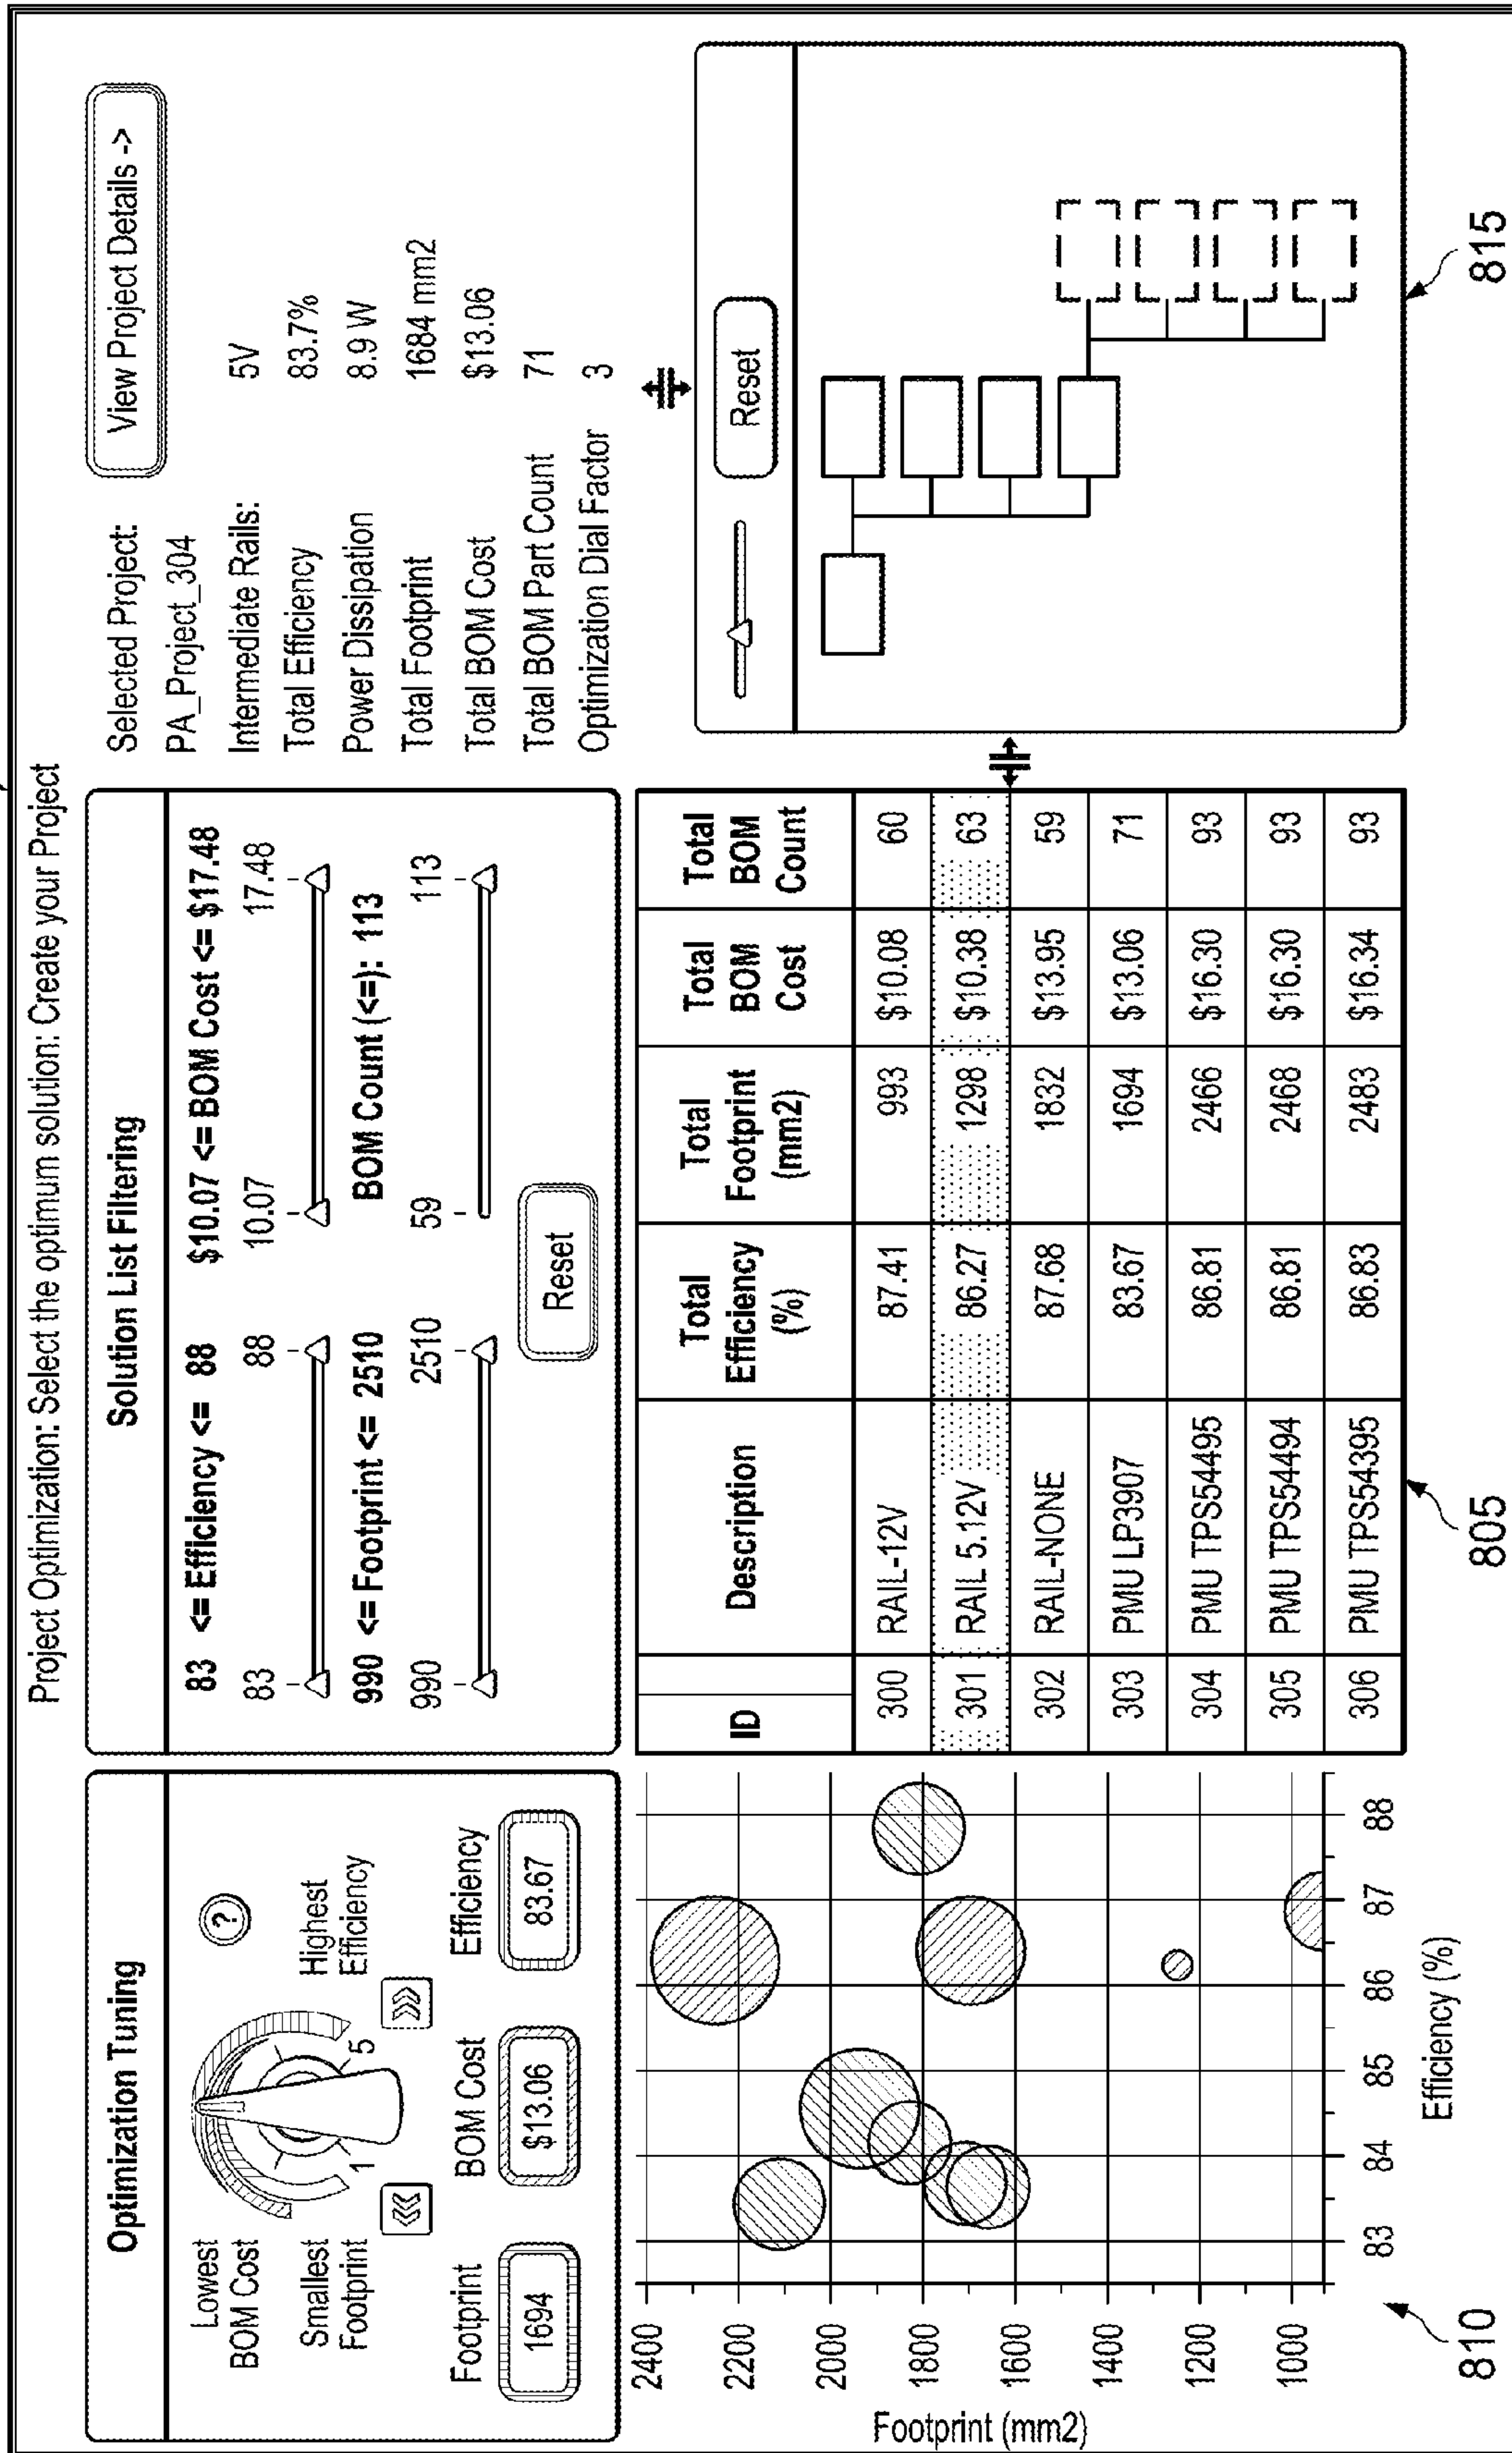 Project Optimization: Select the optimum solution: Create your Project
Optimization Tuning
Lowest
BOM Cost
Smallest
Footprint
1
5
?
Highest
Efficiency
Footprint
BOM Cost
Efficiency
1694
$13.06
83.67
Solution List Filtering
83 <= Efficiency <= 88
$10.07 <= BOM Cost <= $17.48
83
88
10.07
17.48
990 <= Footprint <= 2510
BOM Count (<=): 113
990
2510
59
113
Reset
Selected Project:
View Project Details ->
PA_Project_304
Intermediate Rails: 5V
Total Efficiency 83.7%
Power Dissipation 8.9 W
Total Footprint 1684 mm2
Total BOM Cost $13.06
Total BOM Part Count 71
Optimization Dial Factor 3
Footprint (mm2)
2400
2200
2000
1800
1600
1400
1200
1000
83 84 85 86 87 88
Efficiency (%)
810
ID Description Total Efficiency (%) Total Footprint (mm2) Total BOM Cost Total BOM Count
300 RAIL-12V 87.41 993 $10.08 60
301 RAIL 5.12V 86.27 1298 $10.38 63
302 RAIL-NONE 87.68 1832 $13.95 59
303 PMU LP3907 83.67 1694 $13.06 71
304 PMU TPS54495 86.81 2466 $16.30 93
305 PMU TPS54494 86.81 2468 $16.30 93
306 PMU TPS54395 86.83 2483 $16.34 93
805
Reset
815